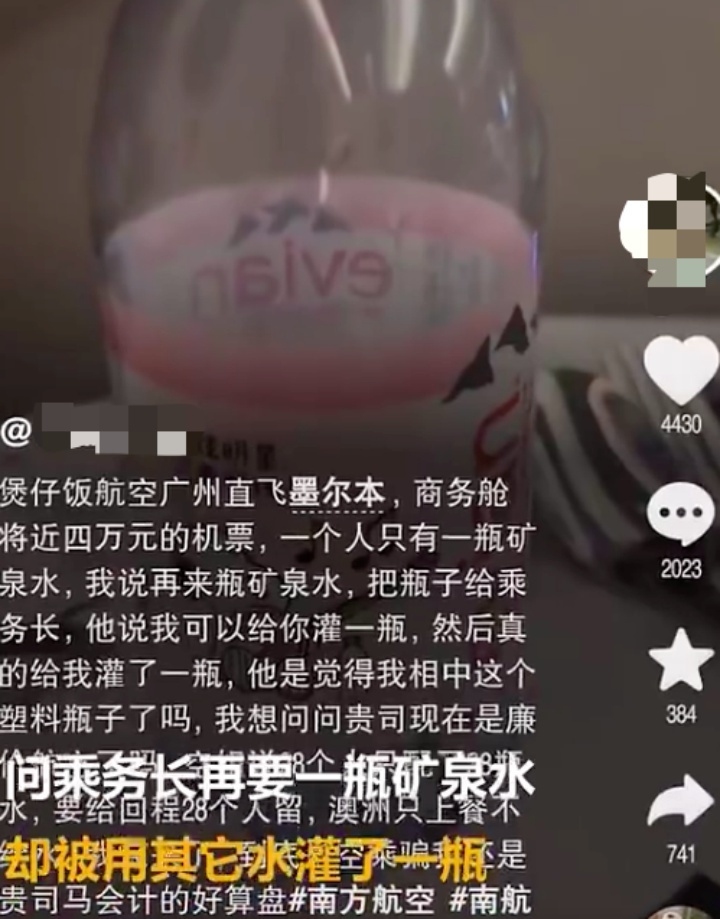 evian
@
煲仔饭航空广州直飞墨尔本，商务舱
将近四万元的机票，一个人只有一瓶矿
泉水，我说再来瓶矿泉水，把瓶子给乘
务长，他说我可以给你灌一瓶，然后真
的给我灌了一瓶，他是觉得我相中这个
塑料瓶子了吗，我想问问贵司现在是廉
问乘务长再要一瓶矿泉水
水，要给回程28个人留，澳洲只上餐不
却被用其它水灌了一瓶
贵司马会计的好算盘#南方航空 #南航
4430
2023
384
741